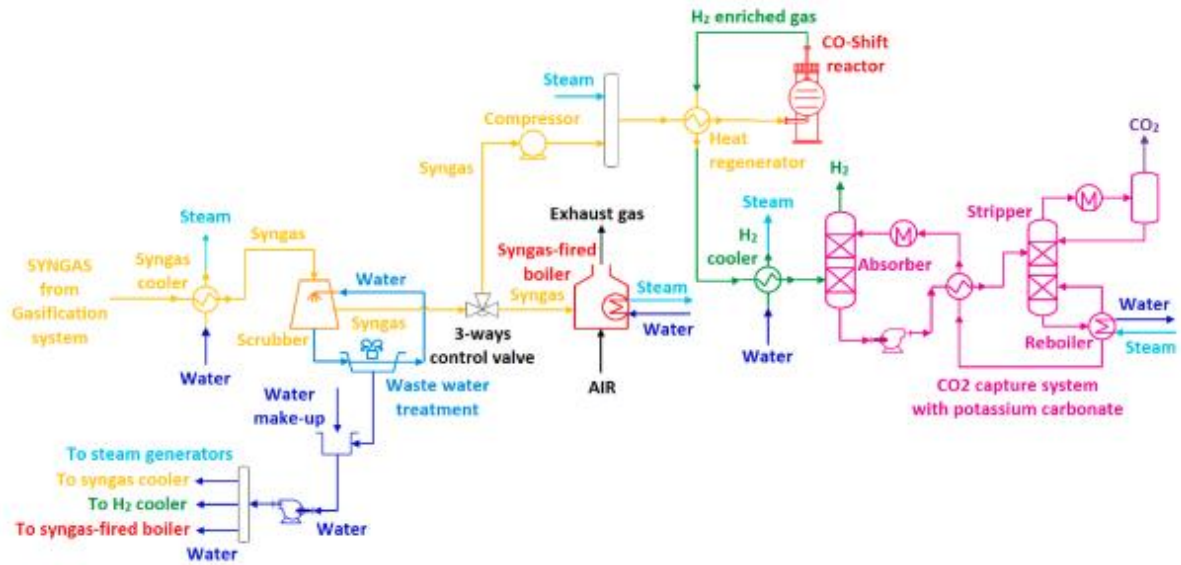 H2 enriched gas
CO-Shift
reactor
Steam
Compressor
Heat
regenerator
Syngas
CO2
H2
Steam
H2
cooler
Stripper
Absorber
Exhaust gas
Syngas-fired
boiler
Steam
Syngas
Steam
Water
SYNGAS
from
Gasification
system
Syngas
cooler
Water
Syngas
Syngas
Scrubber
3-ways
control valve
Water
AIR
Water
Water
Reboiler
Steam
Water
Waste water
treatment
CO2 capture system
with potassium carbonate
Water
make-up
To steam generators
To syngas cooler
To H2 cooler
To syngas-fired boiler
Water
Water
M
M